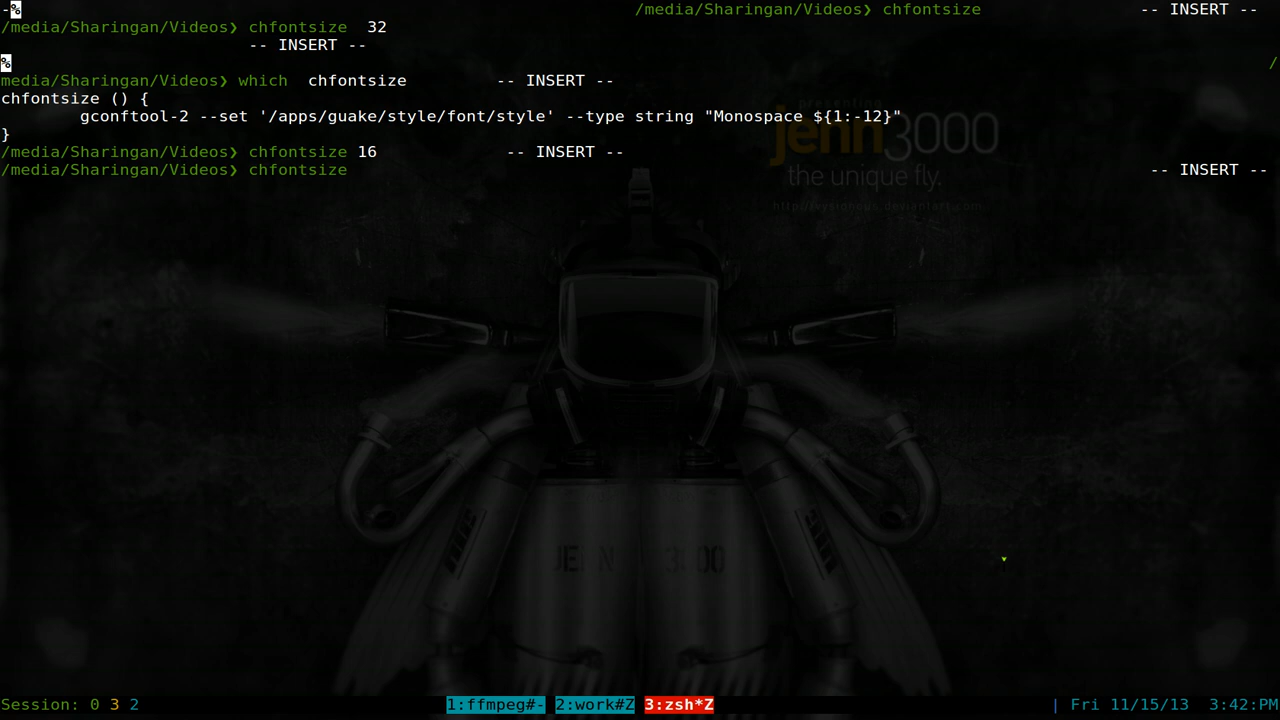 -% /media/Sharingan/Videos❯ chfontsize -- INSERT --
/media/Sharingan/Videos❯ chfontsize 32
-- INSERT --
% /
media/Sharingan/Videos❯ which chfontsize -- INSERT --
chfontsize () {
gconftool-2 --set '/apps/guake/style/font/style' --type string "Monospace ${1:-12}"
}
/media/Sharingan/Videos❯ chfontsize 16 -- INSERT --
/media/Sharingan/Videos❯ chfontsize -- INSERT --
presenting
jenn3000
the unique fly.
JENN 3000
Session: 0 3 2 1:ffmpeg#- 2:work#Z 3:zsh*Z | Fri 11/15/13 3:42:PM